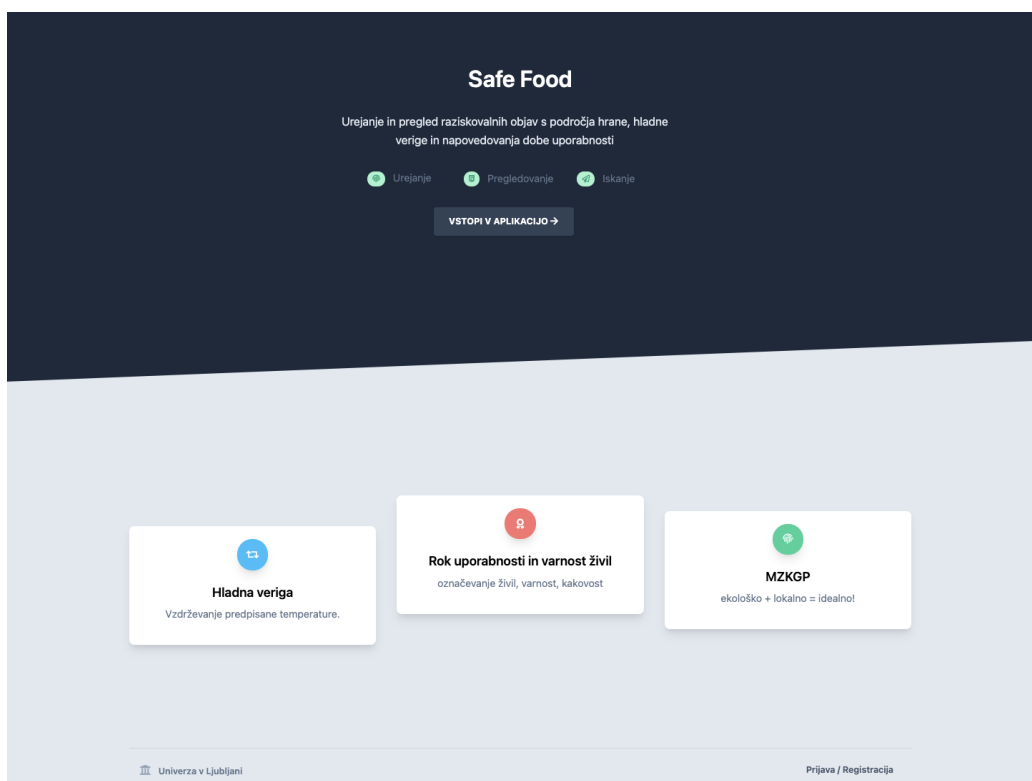 Safe Food
Urejanje in pregled raziskovalnih objav s področja hrane, hladne
verige in napovedovanja dobe uporabnosti
Urejanje Pregledovanje Iskanje
VSTOPI V APLIKACIJO →
Hladna veriga
Vzdrževanje predpisane temperature.
Rok uporabnosti in varnost živil
označevanje živil, varnost, kakovost
MZKGP
ekološko + lokalno = idealno!
Univerza v Ljubljani
Prijava / Registracija